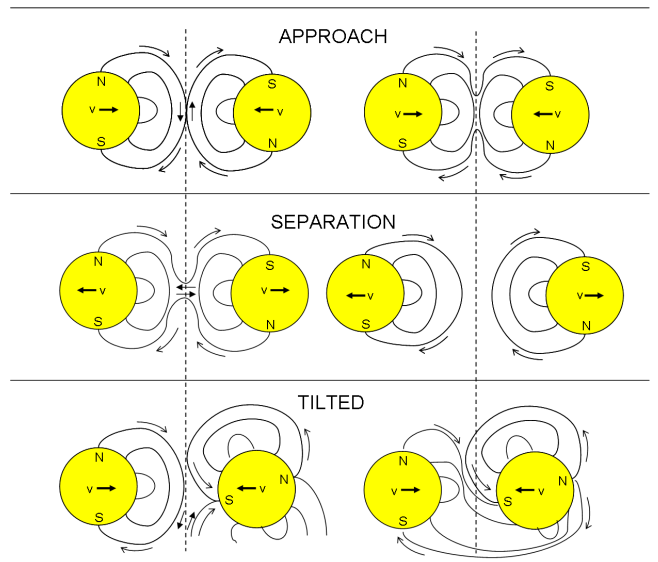 APPROACH
N S N S
v v v v
S N S N
SEPARATION
N S N S
v v v v
S N S N
TILTED
N N N N
v v v v
S S S S